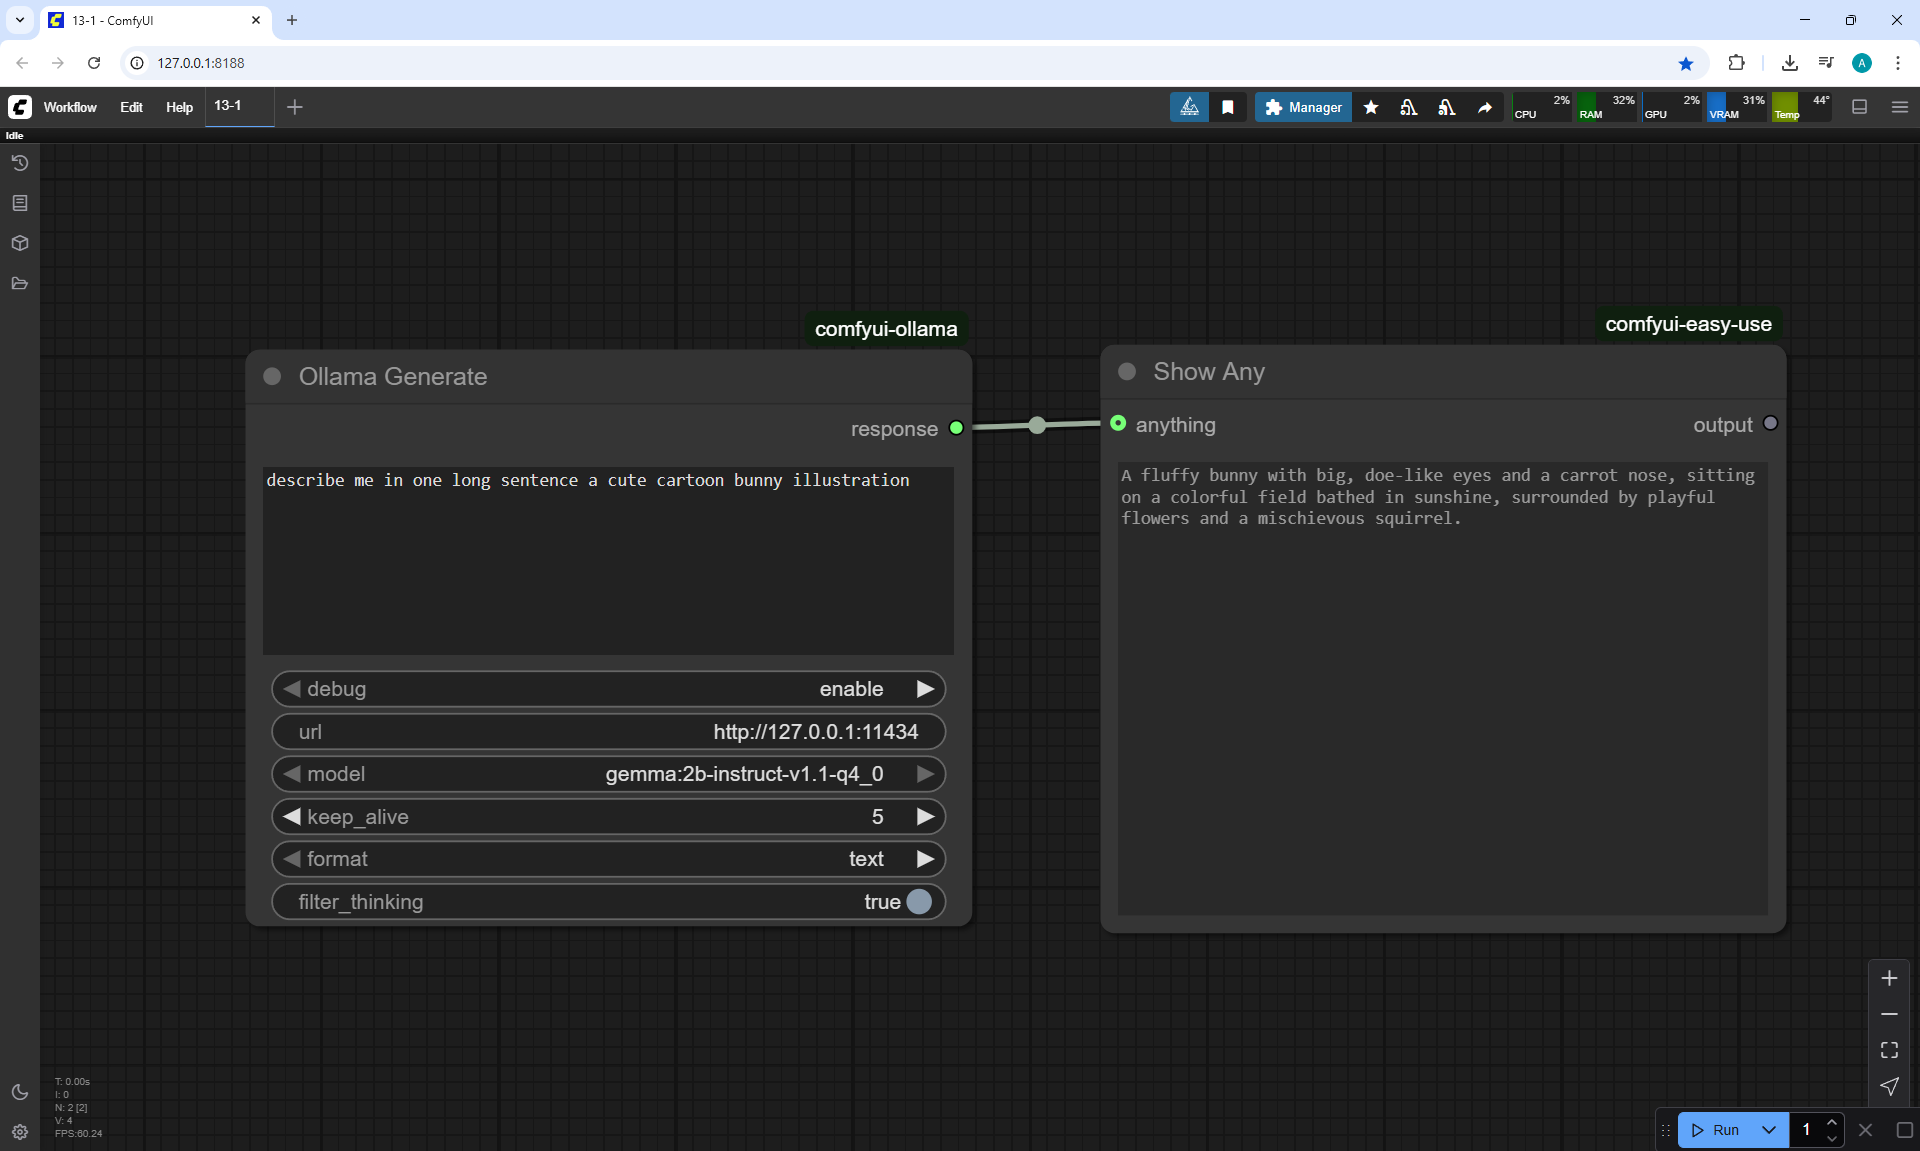 13-1 - ComfyUI
127.0.0.1:8188
A
Workflow Edit Help 13-1
Manager
CPU 2% RAM 32% GPU 2% VRAM 31% Temp 44°
Idle
comfyui-ollama
comfyui-easy-use
Ollama Generate
Show Any
response
anything
output
describe me in one long sentence a cute cartoon bunny illustration
A fluffy bunny with big, doe-like eyes and a carrot nose, sitting
on a colorful field bathed in sunshine, surrounded by playful
flowers and a mischievous squirrel.
debug enable
url http://127.0.0.1:11434
model gemma:2b-instruct-v1.1-q4_0
keep_alive 5
format text
filter_thinking true
T: 0.00s
I: 0
N: 2 [2]
V: 4
FPS:60.24
Run 1